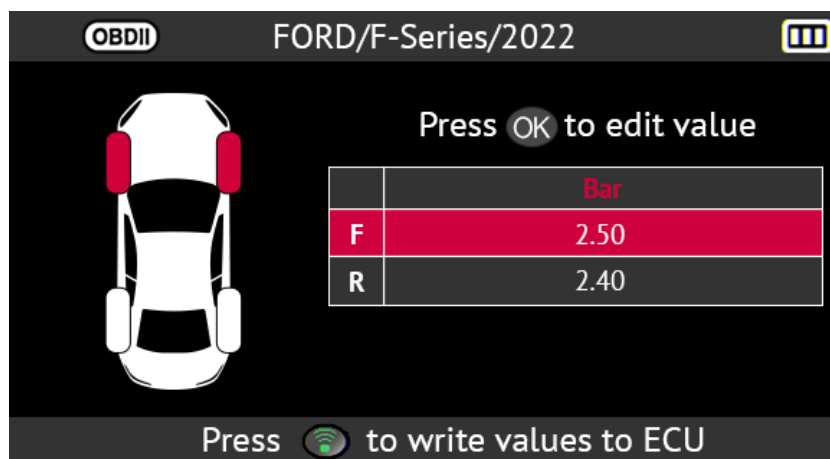 OBDII FORD/F-Series/2022
Press OK to edit value
Bar
F 2.50
R 2.40
Press to write values to ECU